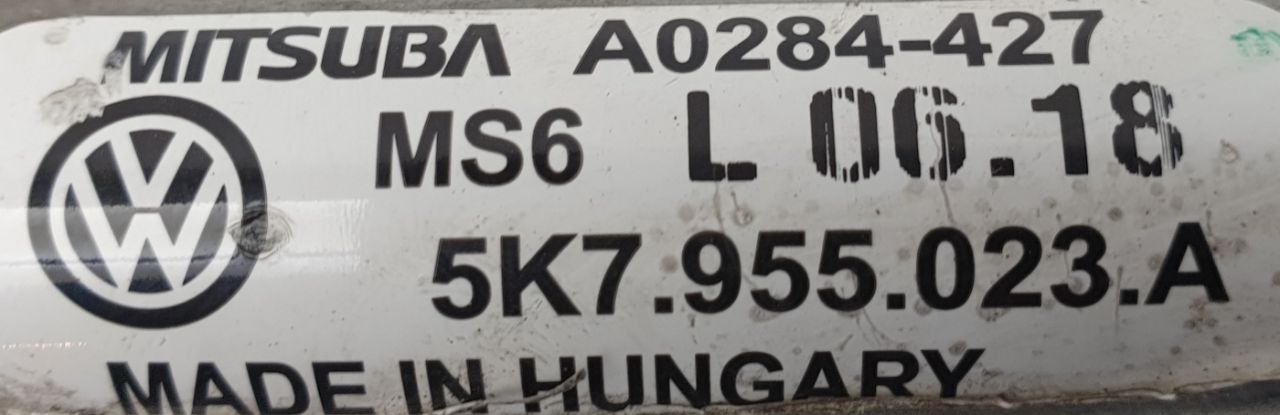 MITSUBA A0284-427
MS6 L 06.18
5K7.955.023.A
MADE IN HUNGARY